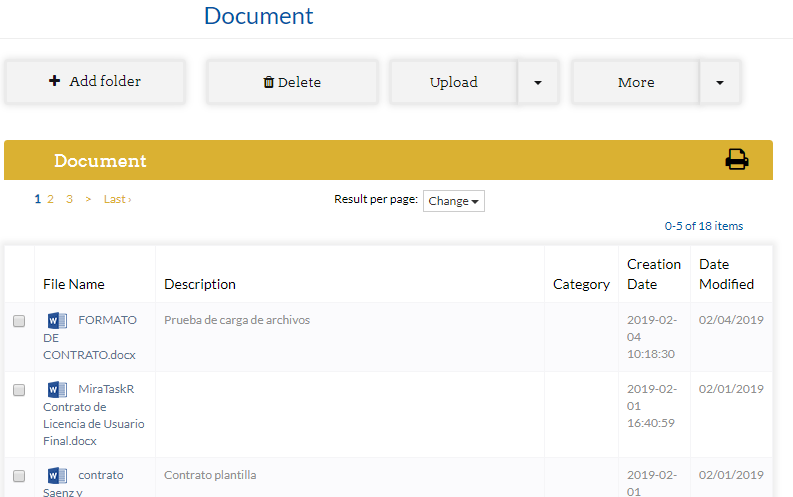 Document
Add folder
Delete
Upload
More
Document
1 2 3 > Last ›
Result per page: Change
0-5 of 18 items
File Name Description Category Creation Date Date Modified
FORMATO DE CONTRATO.docx Prueba de carga de archivos 2019-02-04 10:18:30 02/04/2019
MiraTaskR Contrato de Licencia de Usuario Final.docx 2019-02-01 16:40:59 02/01/2019
contrato Saenz y Contrato plantilla 2019-02-01 02/01/2019